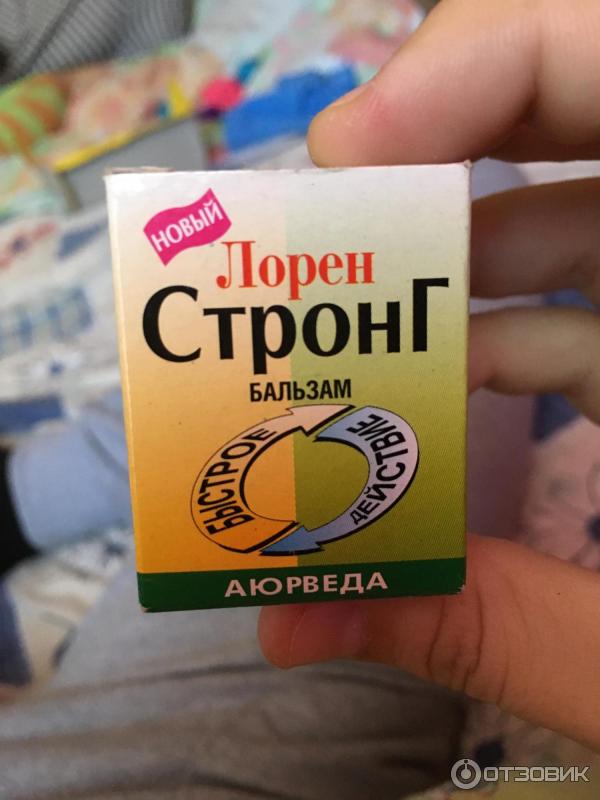 НОВЫЙ
Лорен
СтронГ
БАЛЬЗАМ
БЫСТРОЕ
ДЕЙСТВИЕ
АЮРВЕДА
ОТЗОВИК